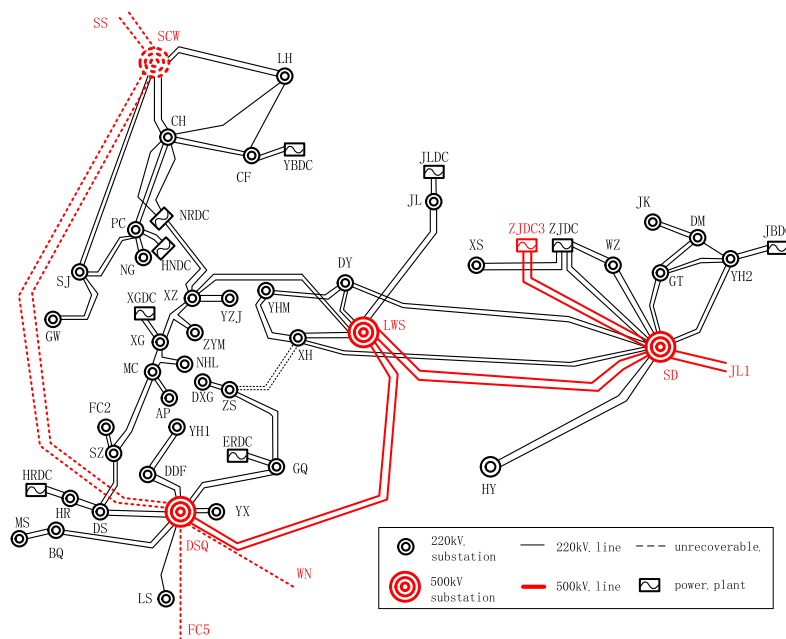 SS
SCW
LH
CH
CF
YBDC
JLDC
JL
NRDC
PC
HNDC
NG
SJ
GW
XGDC
XZ
YZJ
ZYM
XG
NHL
MC
AP
FC2
SZ
YHM
DY
LWS
XH
DXG
ZS
YH1
ERDC
GQ
DDF
HRDC
HR
DS
YX
DSQ
MS
BQ
LS
WN
FC5
XS
ZJDC3
ZJDC
WZ
JK
DM
JBDC
GT
YH2
SD
JL1
HY
220kV.
substation
220kV. line
unrecoverable.
500kV
substation
500kV. line
power. plant